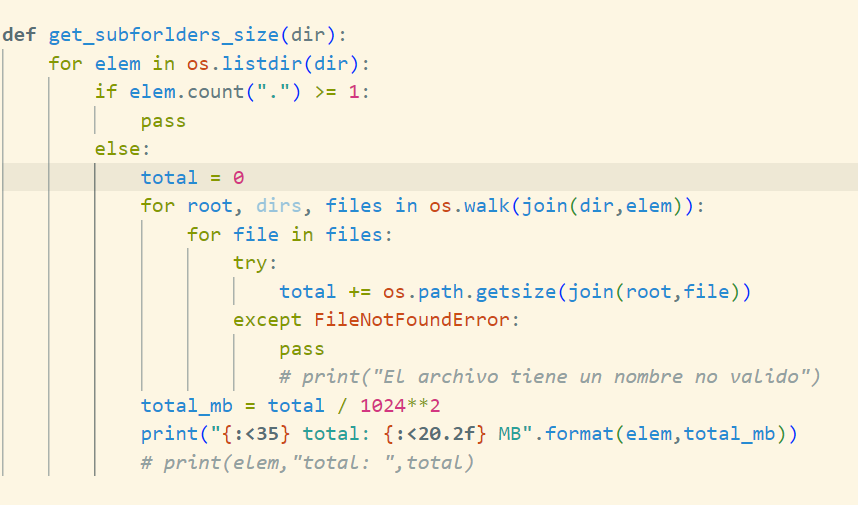 def get_subforlders_size(dir):
    for elem in os.listdir(dir):
        if elem.count(".") >= 1:
            pass
        else:
            total = 0
            for root, dirs, files in os.walk(join(dir,elem)):
                for file in files:
                    try:
                        total += os.path.getsize(join(root,file))
                    except FileNotFoundError:
                        pass
                        # print("El archivo tiene un nombre no valido")
            total_mb = total / 1024**2
            print("{:<35} total: {:<20.2f} MB".format(elem,total_mb))
            # print(elem,"total: ",total)